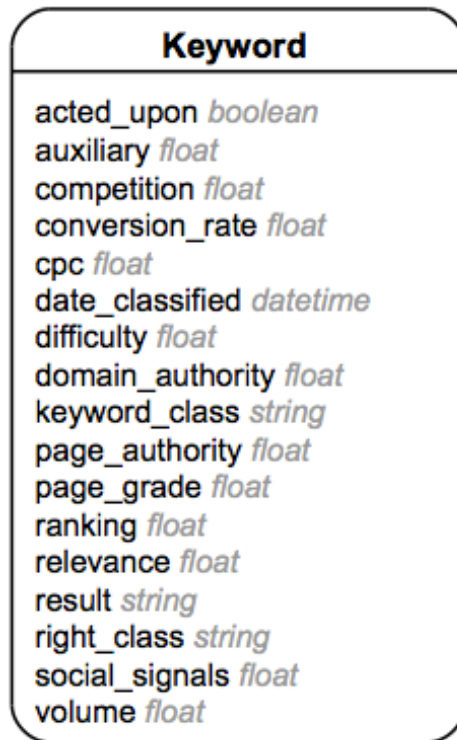 Keyword
acted_upon boolean
auxiliary float
competition float
conversion_rate float
cpc float
date_classified datetime
difficulty float
domain_authority float
keyword_class string
page_authority float
page_grade float
ranking float
relevance float
result string
right_class string
social_signals float
volume float